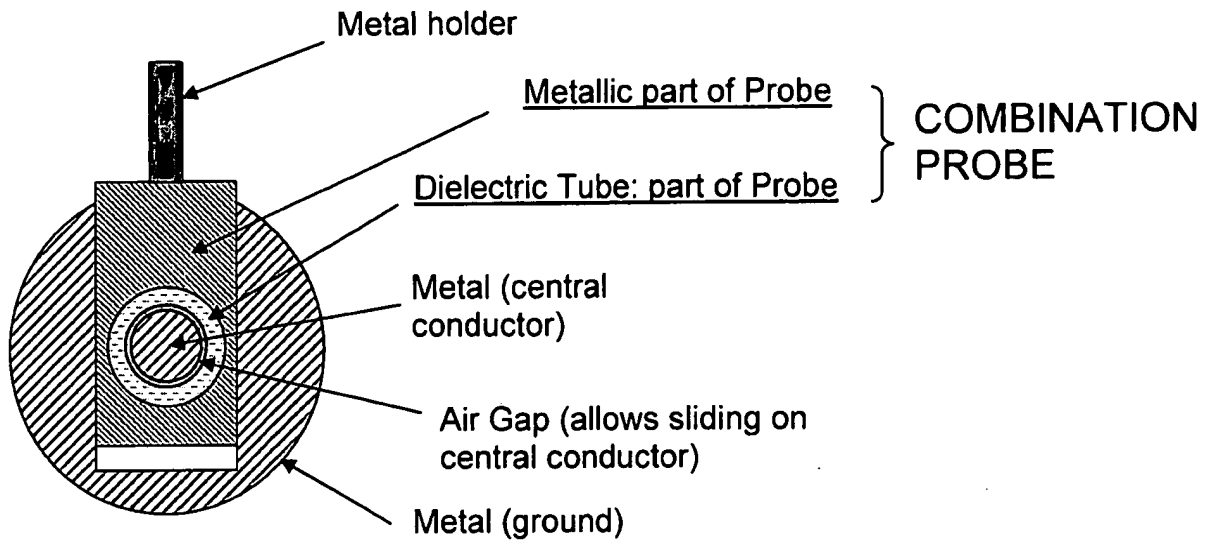 Metal holder
Metallic part of Probe
COMBINATION
PROBE
Dielectric Tube: part of Probe
Metal (central
conductor)
Air Gap (allows sliding on
central conductor)
Metal (ground)